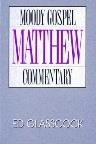 MOODY GOSPEL
MATTHEW
COMMENTARY
ED GLASSCOCK